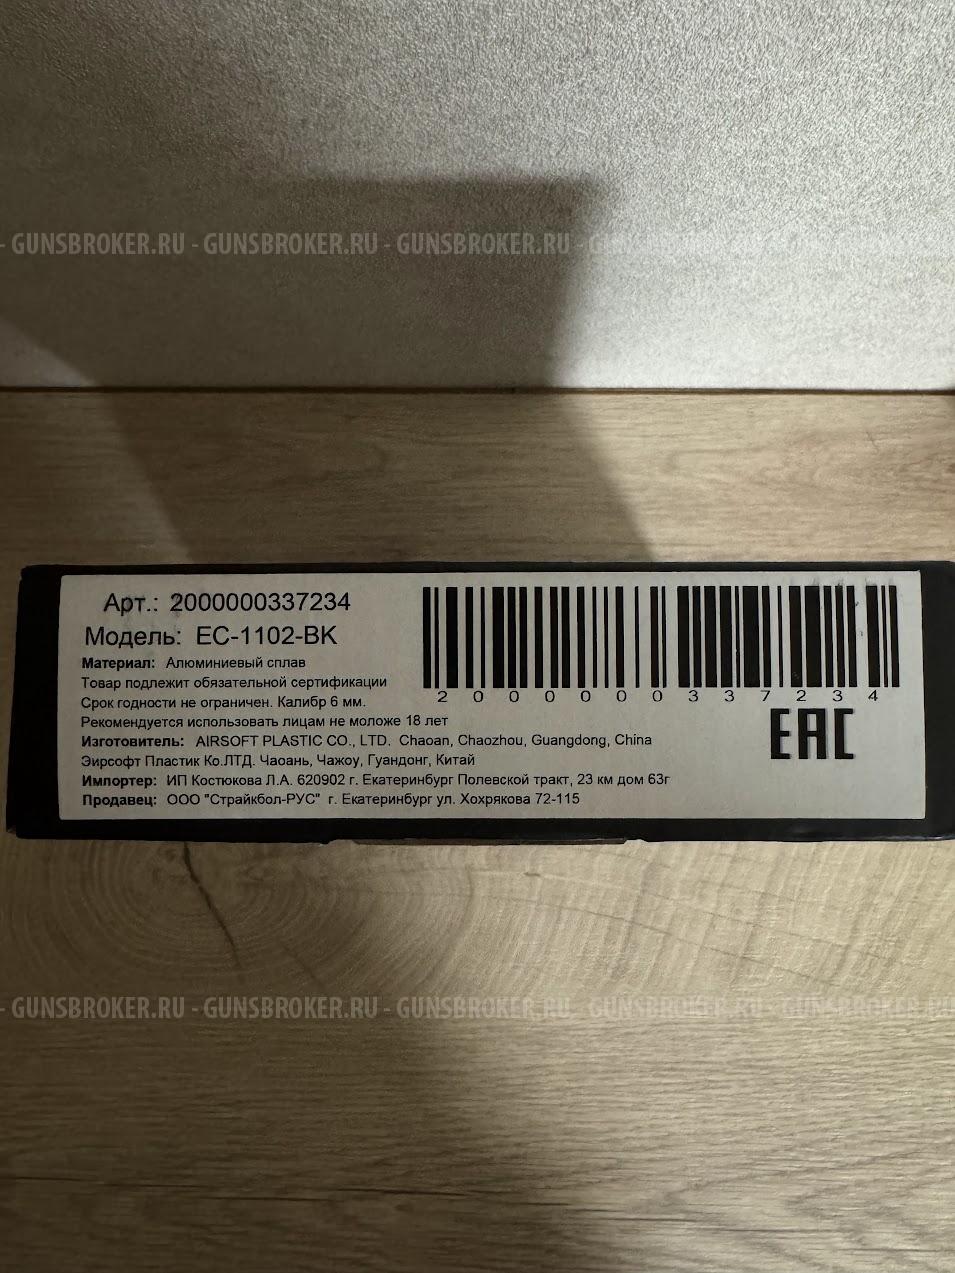 - GUNSBROKER.RU - GUNSBROKER.RU - GUNSBROKER.RU - GUNSBROKER.RU - GUNSBROKER.RU
Арт.: 2000000337234
Модель: EC-1102-BK
Материал: Алюминиевый сплав
Товар подлежит обязательной сертификации
Срок годности не ограничен. Калибр 6 мм.
Рекомендуется использовать лицам не моложе 18 лет
Изготовитель: AIRSOFT PLASTIC CO., LTD. Chaoan, Chaozhou, Guangdong, China
Эирсофт Пластик Ко.ЛТД. Чаоань, Чажоу, Гуандонг, Китай
Импортер: ИП Костюкова Л.А. 620902 г. Екатеринбург Полевской тракт, 23 км дом 63г
Продавец: ООО "Страйкбол-РУС" г. Екатеринбург ул. Хохрякова 72-115
2000000337234
EAC
- GUNSBROKER.RU - GUNSBROKER.RU - GUNSBROKER.RU - GUNSBROKER.RU - GUNSBROKER.RU